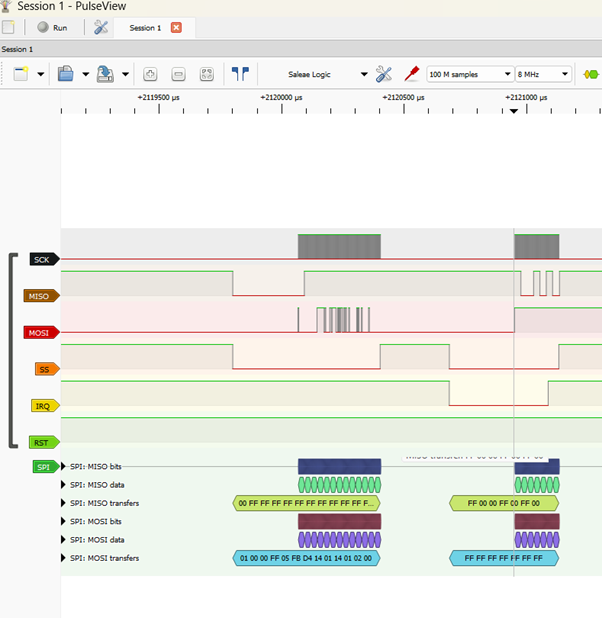 Session 1 - PulseView
Run
Session 1
Session 1
Saleae Logic
100 M samples
8 MHz
+2119500 µs
+2120000 µs
+2120500 µs
+2121000 µs
SCK
MISO
MOSI
SS
IRQ
RST
SPI
SPI: MISO bits
SPI: MISO data
SPI: MISO transfers
00 FF FF FF FF FF FF FF FF FF FF F...
FF 00 00 FF 00 FF 00
SPI: MOSI bits
SPI: MOSI data
SPI: MOSI transfers
01 00 00 FF 05 FB D4 14 01 14 01 02 00
FF FF FF FF FF FF FF